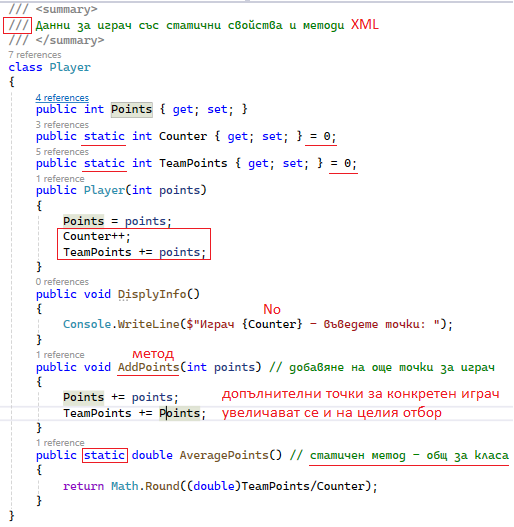 /// <summary>
/// Данни за играч със статични свойства и методи XML
/// </summary>
7 references
class Player
{
4 references
public int Points { get; set; }
3 references
public static int Counter { get; set; } = 0;
5 references
public static int TeamPoints { get; set; } = 0;
1 reference
public Player(int points)
{
Points = points;
Counter++;
TeamPoints += points;
}
0 references
public void DisplyInfo()
{
No
Console.WriteLine($"Играч {Counter} - въведете точки: ");
}
метод
1 reference
public void AddPoints(int points) // добавяне на още точки за играч
{
Points += points; допълнителни точки за конкретен играч
TeamPoints += Points; увеличават се и на целия отбор
}
1 reference
public static double AveragePoints() // статичен метод - общ за класа
{
return Math.Round((double)TeamPoints/Counter);
}
}